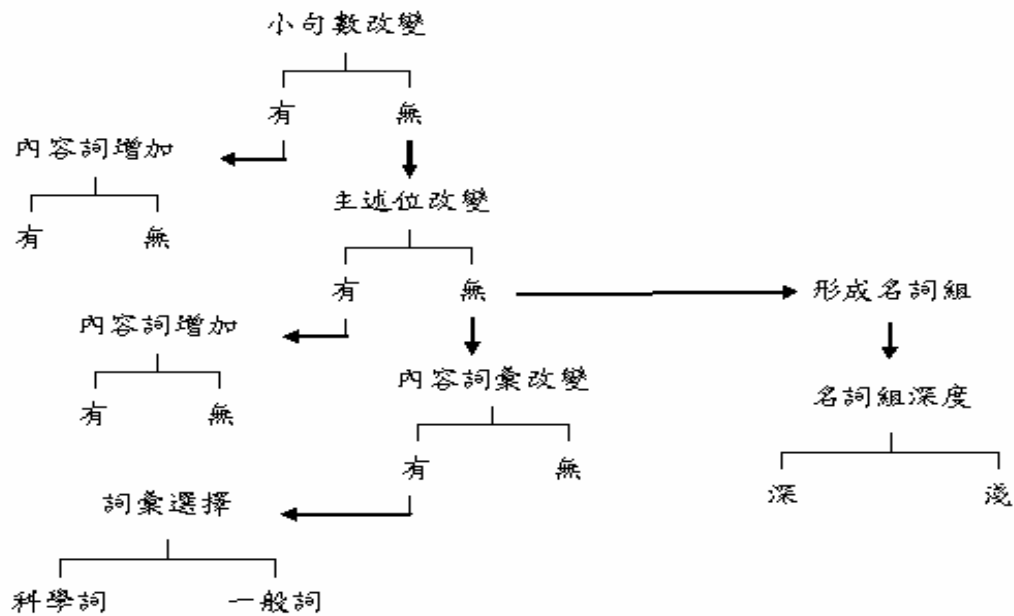 小句數改變
有 無
內容詞增加
有 無
主述位改變
有 無
形成名詞組
內容詞增加
有 無
內容詞彙改變
名詞組深度
有 無
深 淺
詞彙選擇
科學詞 一般詞